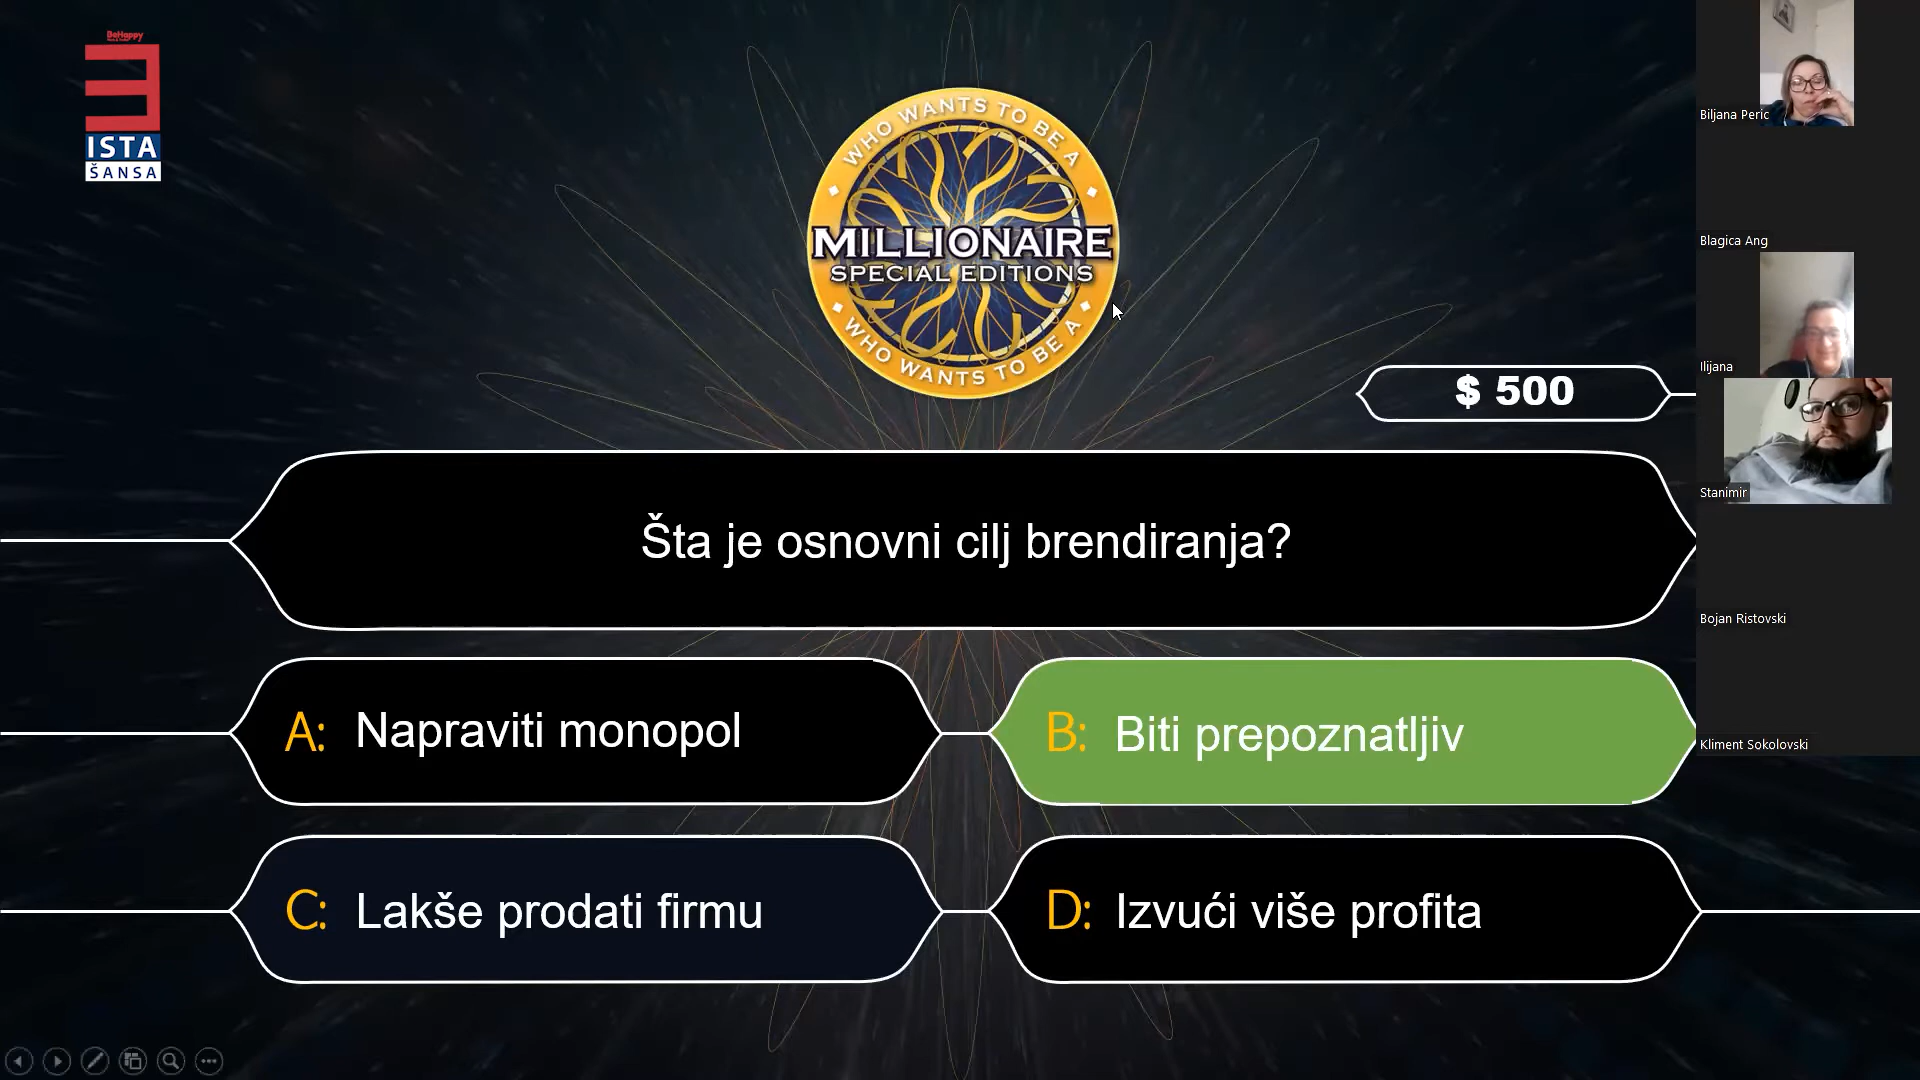 BeHappy
ISTA
ŠANSA
WHO WANTS TO BE A
MILLIONAIRE
SPECIAL EDITIONS
WHO WANTS TO BE A
$ 500
Šta je osnovni cilj brendiranja?
A: Napraviti monopol
B: Biti prepoznatljiv
C: Lakše prodati firmu
D: Izvući više profita
Biljana Peric
Blagica Ang
Ilijana
Stanimir
Bojan Ristovski
Kliment Sokolovski